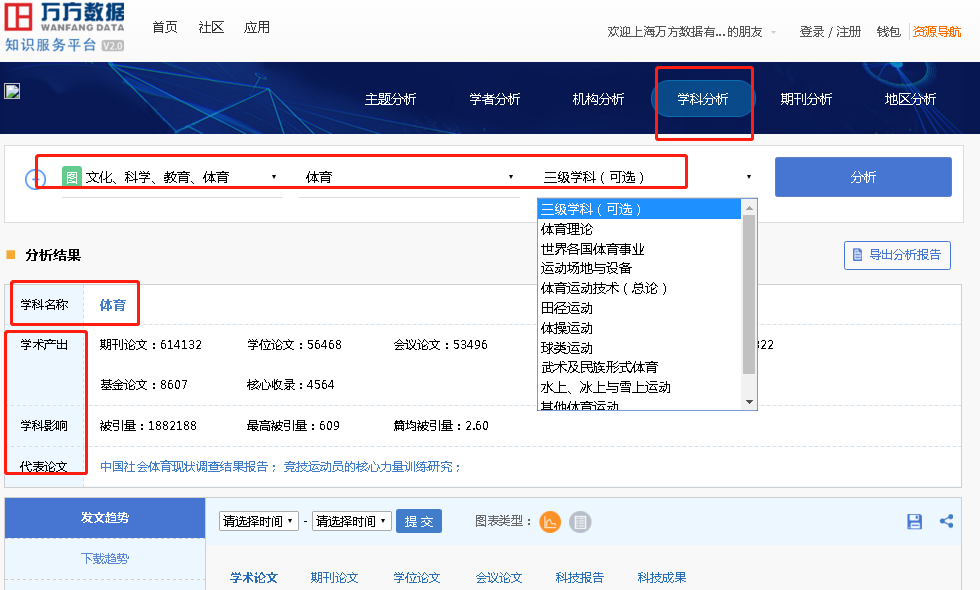 万方数据
WANFANG DATA
知识服务平台 V2.0
首页 社区 应用
欢迎上海万方数据有...的朋友 登录 / 注册 钱包 资源导航
主题分析 学者分析 机构分析 学科分析 期刊分析 地区分析
图 文化、科学、教育、体育 体育 三级学科（可选） 分析
三级学科（可选）
体育理论
世界各国体育事业
运动场地与设备
体育运动技术（总论）
田径运动
体操运动
球类运动
武术及民族形式体育
水上、冰上与雪上运动
其他体育运动
分析结果 导出分析报告
学科名称 体育
学术产出 期刊论文：614132 学位论文：56468 会议论文：53496 322
基金论文：8607 核心收录：4564
学科影响 被引量：1882188 最高被引量：609 篇均被引量：2.60
代表论文 中国社会体育现状调查结果报告； 竞技运动员的核心力量训练研究；
发文趋势 请选择时间 - 请选择时间 提交 图表类型：
下载趋势
学术论文 期刊论文 学位论文 会议论文 科技报告 科技成果